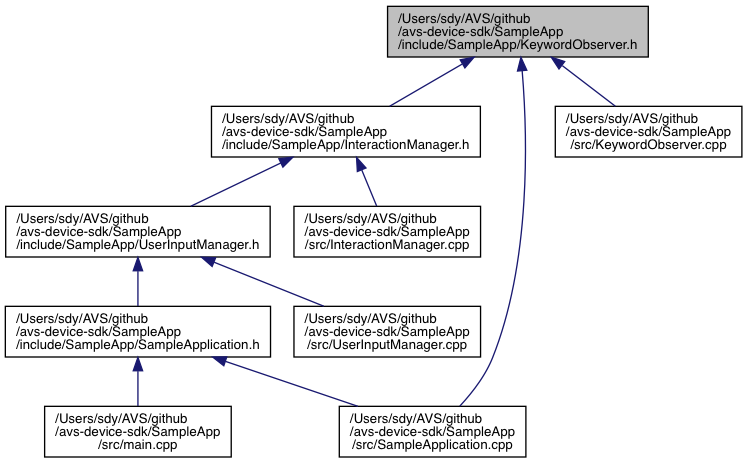 /Users/sdy/AVS/github
/avs-device-sdk/SampleApp
/include/SampleApp/KeywordObserver.h
/Users/sdy/AVS/github
/avs-device-sdk/SampleApp
/include/SampleApp/InteractionManager.h
/Users/sdy/AVS/github
/avs-device-sdk/SampleApp
/src/KeywordObserver.cpp
/Users/sdy/AVS/github
/avs-device-sdk/SampleApp
/include/SampleApp/UserInputManager.h
/Users/sdy/AVS/github
/avs-device-sdk/SampleApp
/src/InteractionManager.cpp
/Users/sdy/AVS/github
/avs-device-sdk/SampleApp
/include/SampleApp/SampleApplication.h
/Users/sdy/AVS/github
/avs-device-sdk/SampleApp
/src/UserInputManager.cpp
/Users/sdy/AVS/github
/avs-device-sdk/SampleApp
/src/main.cpp
/Users/sdy/AVS/github
/avs-device-sdk/SampleApp
/src/SampleApplication.cpp